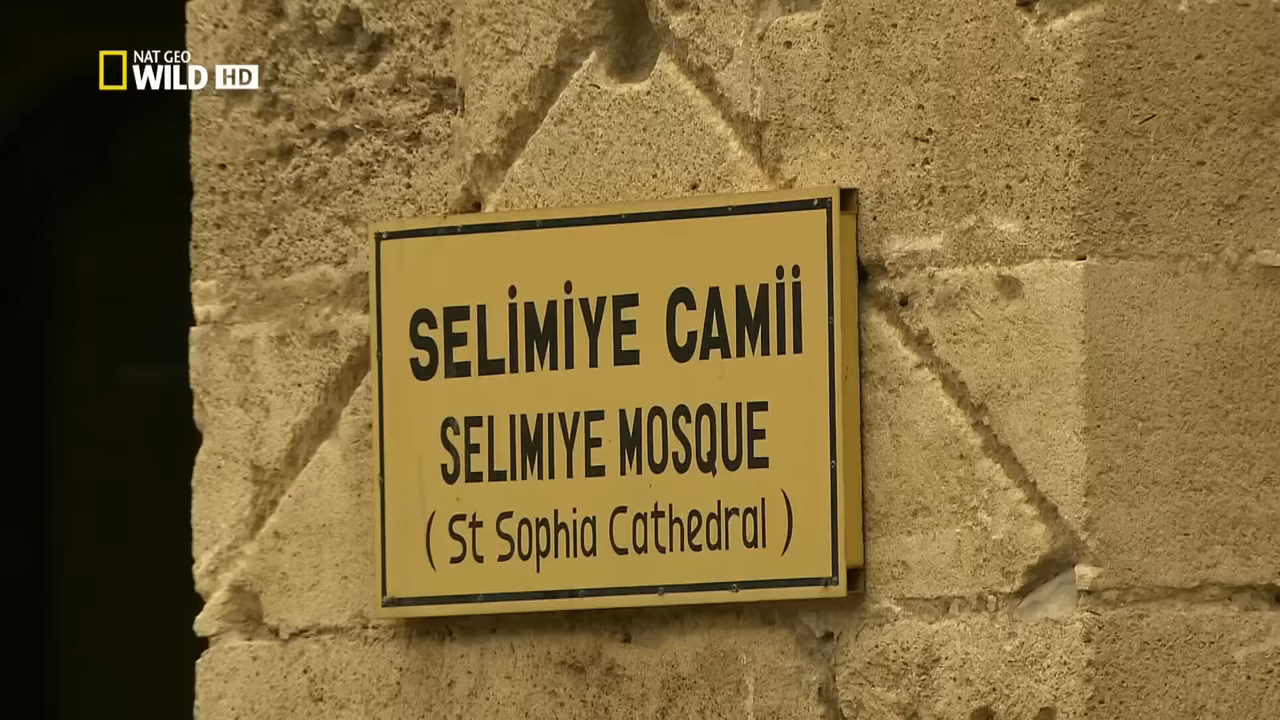 NAT GEO
WILD HD
SELİMİYE CAMİİ
SELIMIYE MOSQUE
( St Sophia Cathedral )